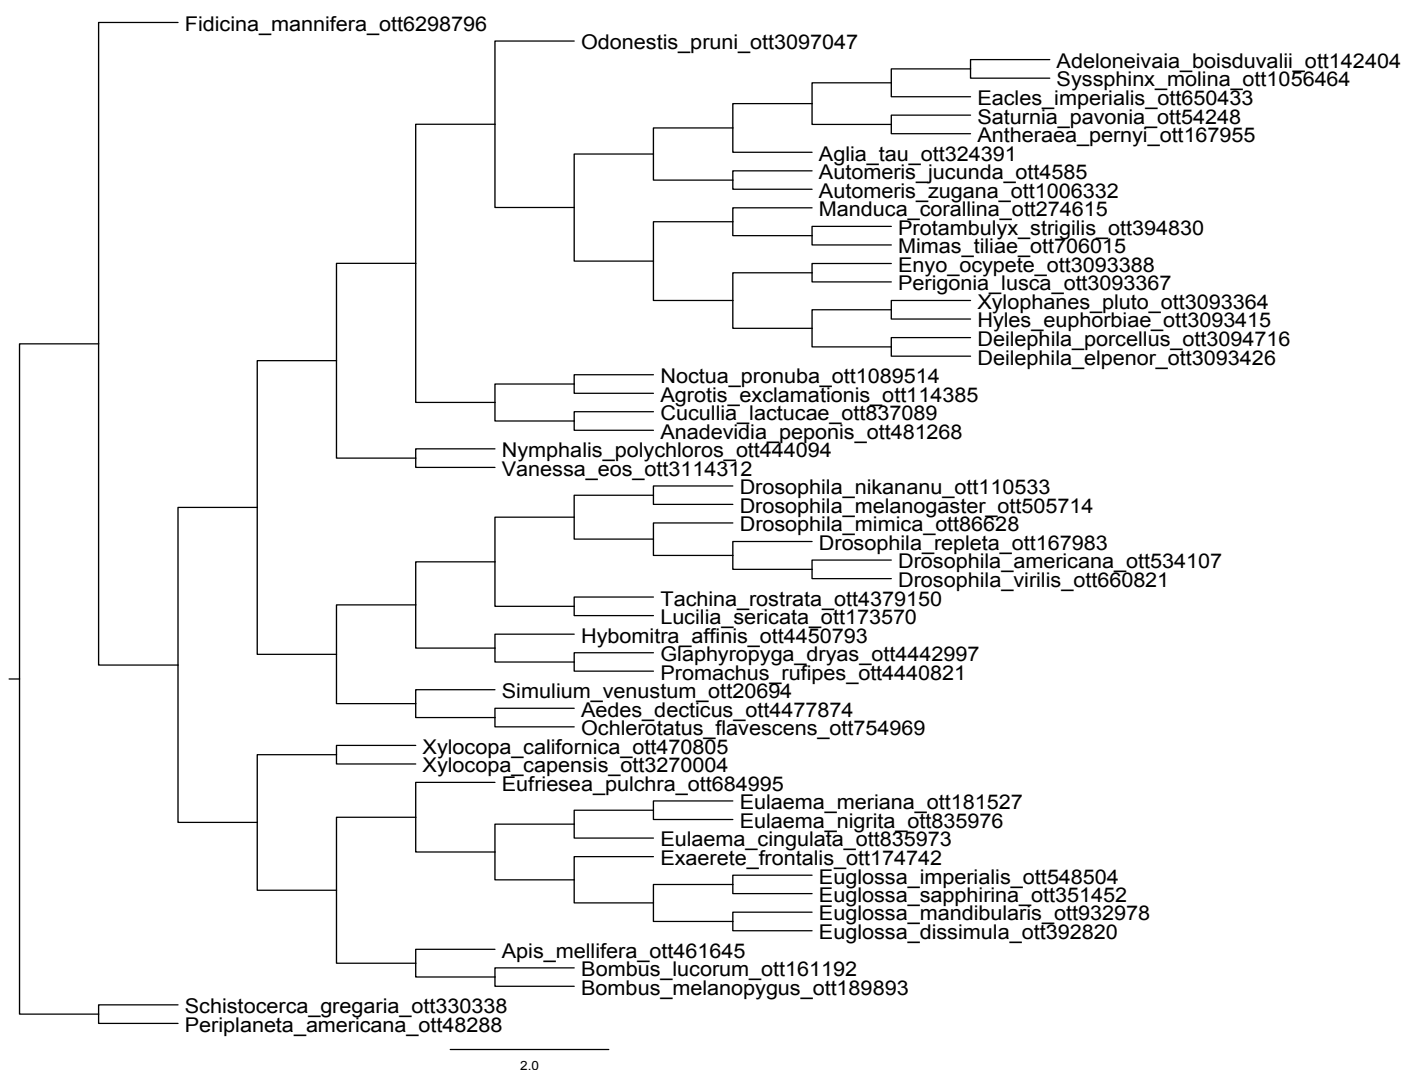 Fidicina_mannifera_ott6298796
Odonestis_pruni_ott3097047
Adeloneivaia_boisduvalii_ott142404
Syssphinx_molina_ott1056464
Eacles_imperialis_ott650433
Saturnia_pavonia_ott54248
Antheraea_pernyi_ott167955
Aglia_tau_ott324391
Automeris_jucunda_ott4585
Automeris_zugana_ott1006332
Manduca_corallina_ott274615
Protambulyx_strigilis_ott394830
Mimas_tiliae_ott706015
Enyo_ocypete_ott3093388
Perigonia_lusca_ott3093367
Xylophanes_pluto_ott3093364
Hyles_euphorbiae_ott3093415
Deilephila_porcellus_ott3094716
Deilephila_elpenor_ott3093426
Noctua_pronuba_ott1089514
Agrotis_exclamationis_ott114385
Cucullia_lactucae_ott837089
Anadevidia_peponis_ott481268
Nymphalis_polychloros_ott444094
Vanessa_eos_ott3114312
Drosophila_nikananu_ott110533
Drosophila_melanogaster_ott505714
Drosophila_mimica_ott86628
Drosophila_repleta_ott167983
Drosophila_americana_ott534107
Drosophila_virilis_ott660821
Tachina_rostrata_ott4379150
Lucilia_sericata_ott173570
Hybomitra_affinis_ott4450793
Glaphyropyga_dryas_ott4442997
Promachus_rufipes_ott4440821
Simulium_venustum_ott20694
Aedes_decticus_ott4477874
Ochlerotatus_flavescens_ott754969
Xylocopa_californica_ott470805
Xylocopa_capensis_ott3270004
Eufriesea_pulchra_ott684995
Eulaema_meriana_ott181527
Eulaema_nigrita_ott835976
Eulaema_cingulata_ott835973
Exaerete_frontalis_ott174742
Euglossa_imperialis_ott548504
Euglossa_sapphirina_ott351452
Euglossa_mandibularis_ott932978
Euglossa_dissimula_ott392820
Apis_mellifera_ott461645
Bombus_lucorum_ott161192
Bombus_melanopygus_ott189893
Schistocerca_gregaria_ott330338
Periplaneta_americana_ott48288
2.0